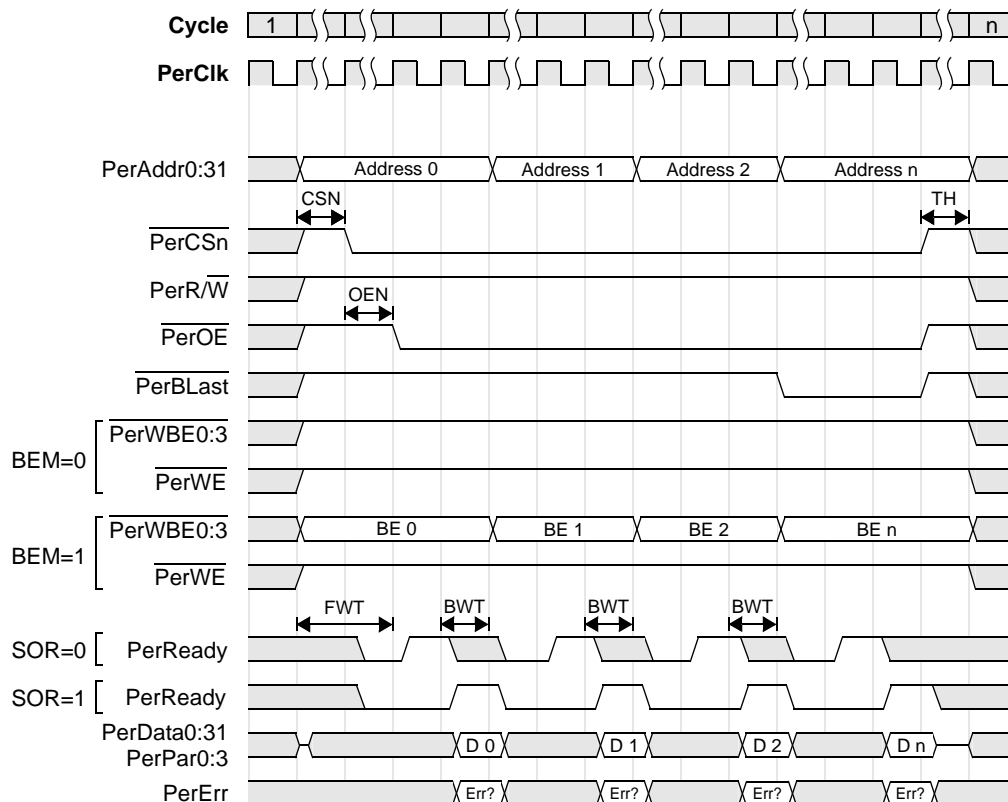 Cycle 1 n
PerClk
PerAddr0:31 Address 0 Address 1 Address 2 Address n
CSN TH
PerCSn
PerR/W
OEN
PerOE
PerBLast
BEM=0 PerWBE0:3
PerWE
BEM=1 PerWBE0:3 BE 0 BE 1 BE 2 BE n
PerWE
FWT BWT BWT BWT
SOR=0 PerReady
SOR=1 PerReady
PerData0:31
PerPar0:3 D 0 D 1 D 2 D n
PerErr Err? Err? Err? Err?